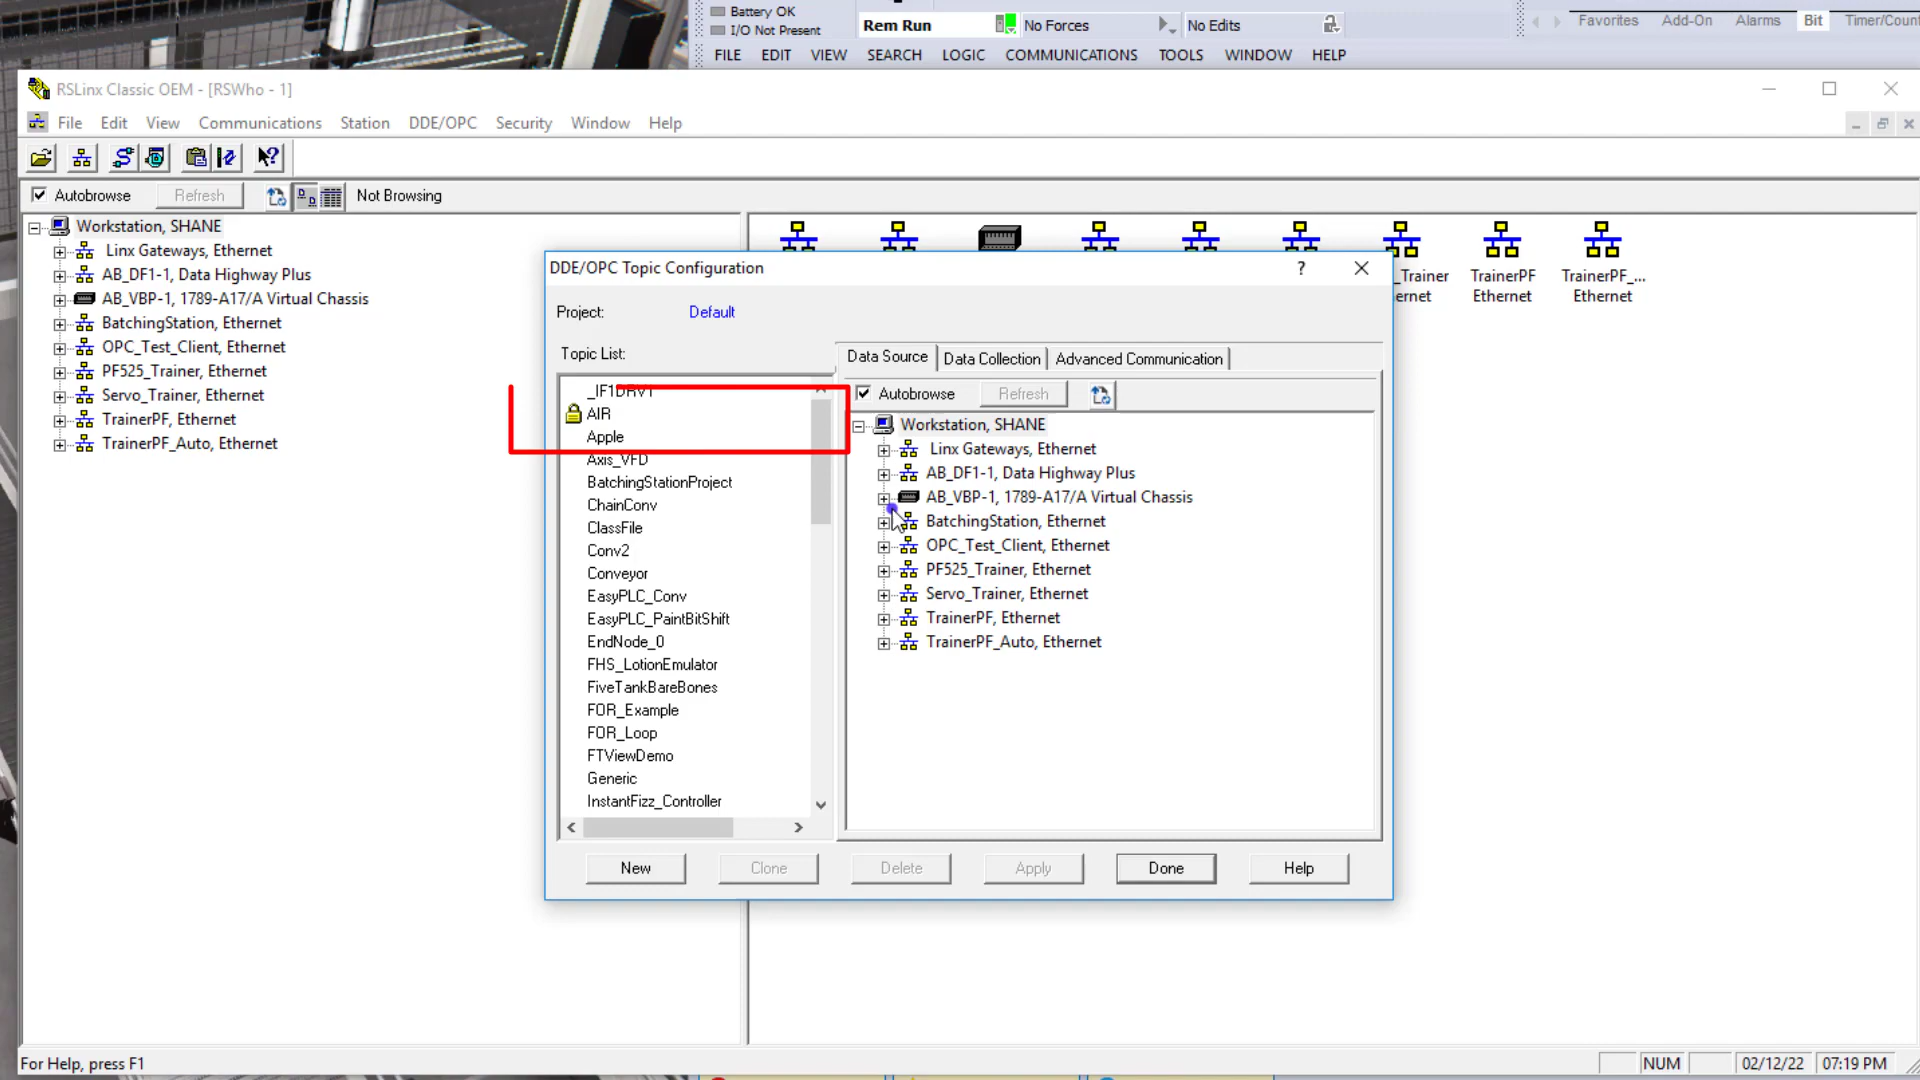 Battery OK
I/O Not Present
Rem Run
No Forces
No Edits
Favorites
Add-On
Alarms
Bit
Timer/Count
FILE EDIT VIEW SEARCH LOGIC COMMUNICATIONS TOOLS WINDOW HELP
RSLinx Classic OEM - [RSWho - 1]
File Edit View Communications Station DDE/OPC Security Window Help
Autobrowse Refresh Not Browsing
Workstation, SHANE
Linx Gateways, Ethernet
AB_DF1-1, Data Highway Plus
AB_VBP-1, 1789-A17/A Virtual Chassis
BatchingStation, Ethernet
OPC_Test_Client, Ethernet
PF525_Trainer, Ethernet
Servo_Trainer, Ethernet
TrainerPF, Ethernet
TrainerPF_Auto, Ethernet
_Trainer
ernet
TrainerPF
Ethernet
TrainerPF_...
Ethernet
DDE/OPC Topic Configuration
?
Project: Default
Topic List:
_IF1DRV1
AIR
Apple
Axis_VFD
BatchingStationProject
ChainConv
ClassFile
Conv2
Conveyor
EasyPLC_Conv
EasyPLC_PaintBitShift
EndNode_0
FHS_LotionEmulator
FiveTankBareBones
FOR_Example
FOR_Loop
FTViewDemo
Generic
InstantFizz_Controller
Data Source
Data Collection
Advanced Communication
Autobrowse Refresh
Workstation, SHANE
Linx Gateways, Ethernet
AB_DF1-1, Data Highway Plus
AB_VBP-1, 1789-A17/A Virtual Chassis
BatchingStation, Ethernet
OPC_Test_Client, Ethernet
PF525_Trainer, Ethernet
Servo_Trainer, Ethernet
TrainerPF, Ethernet
TrainerPF_Auto, Ethernet
New Clone Delete Apply Done Help
For Help, press F1
NUM
02/12/22
07:19 PM